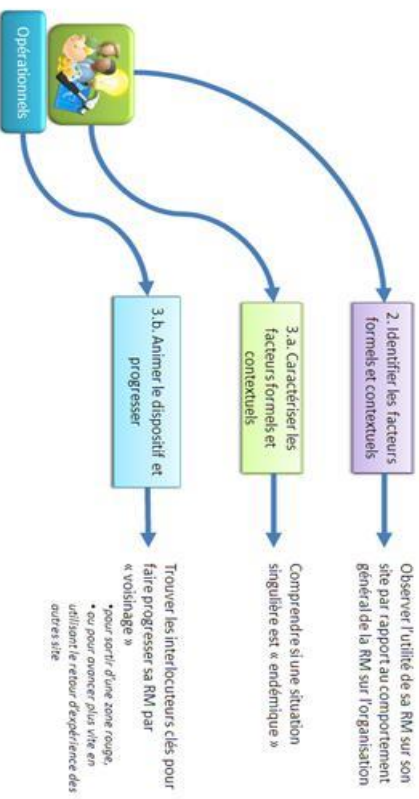 Opérationnels
2. Identifier les facteurs
formels et contextuels
Observer l'utilité de sa RM sur son
site par rapport au comportement
général de la RM sur l'organisation
3.a. Caractériser les
facteurs formels et
contextuels
Comprendre si une situation
singulière est « endémique »
3.b. Animer le dispositif et
progresser
Trouver les interlocuteurs clés pour
faire progresser sa RM par
« voisinage »
•pour sortir d'une zone rouge,
• ou pour avancer plus vite en
utilisant le retour d'expérience des
autres site